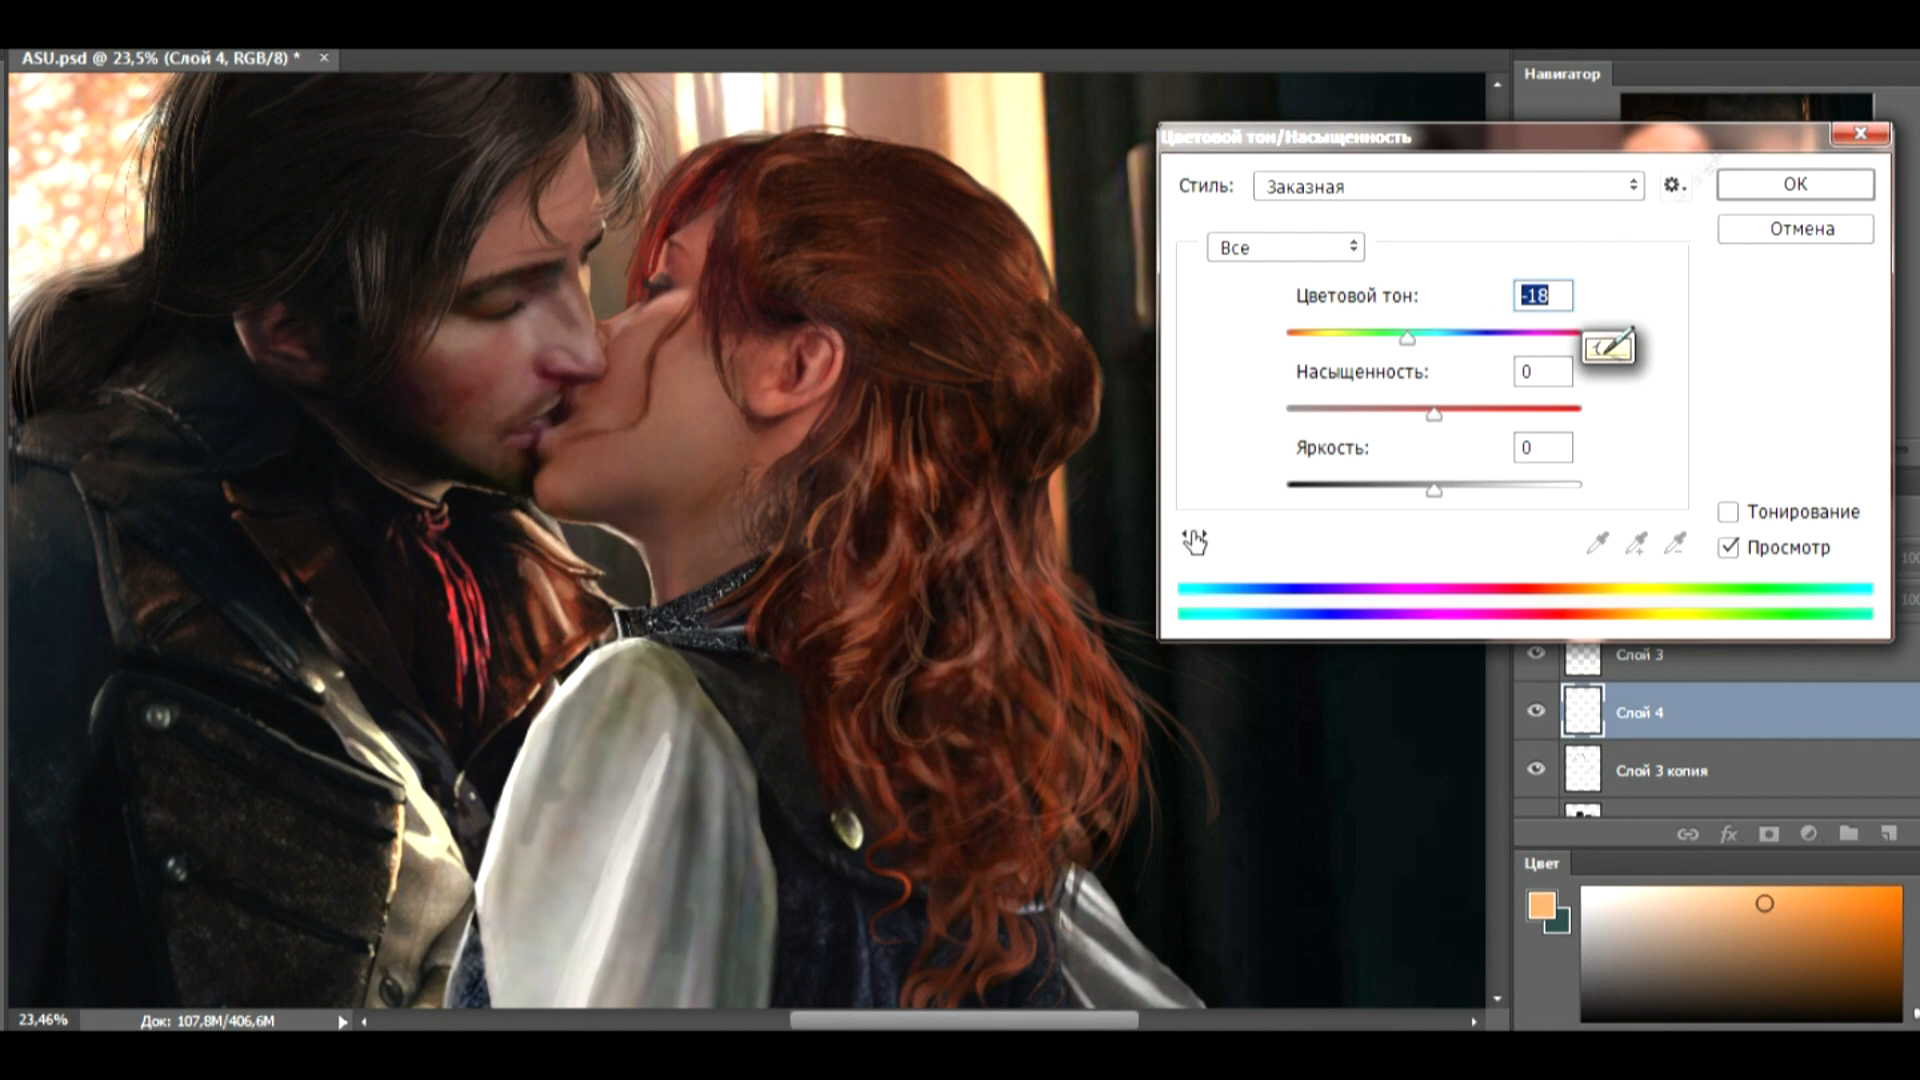 ASU.psd @ 23,5% (Слой 4, RGB/8) *
Навигатор
Цветовой тон/Насыщенность
Стиль:
Заказная
ОК
Отмена
Все
Цветовой тон:
-18
Насыщенность:
0
Яркость:
0
Тонирование
Просмотр
Слой 3
Слой 4
Слой 3 копия
fx
Цвет
23,46%
Док: 107,8M/406,6M